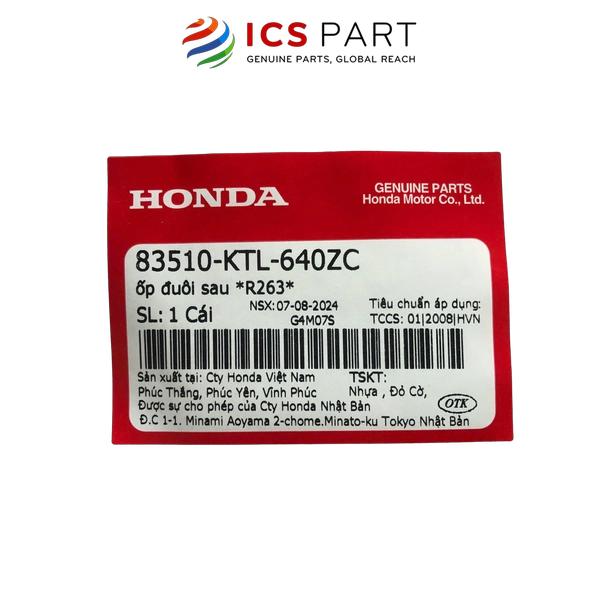 ICS PART
GENUINE PARTS, GLOBAL REACH
HONDA
GENUINE PARTS
Honda Motor Co., Ltd.
83510-KTL-640ZC
ốp đuôi sau *R263*
NSX: 07-08-2024
Tiêu chuẩn áp dụng:
SL: 1 Cái
G4M07S
TCCS: 01|2008|HVN
Sản xuất tại: Cty Honda Việt Nam
TSKT:
Phúc Thắng, Phúc Yên, Vĩnh Phúc
Nhựa , Đỏ Cờ,
Được sự cho phép của Cty Honda Nhật Bản
OTK
Đ.C 1-1. Minami Aoyama 2-chome.Minato-ku Tokyo Nhật Bản